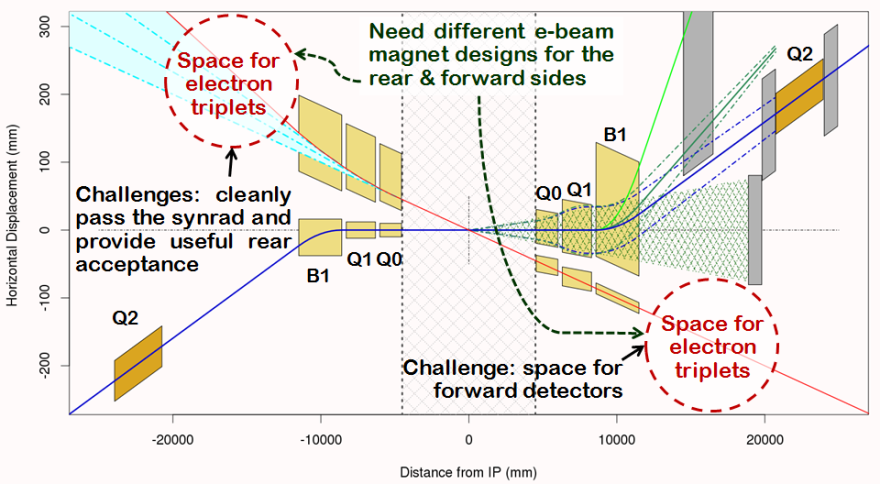 Need different e-beam
magnet designs for the
rear & forward sides
Space for
electron
triplets
Q2
B1
Q0
Q1
Challenges: cleanly
pass the synrad and
provide useful rear
acceptance
B1
Q1
Q0
Q2
Space for
electron
triplets
Challenge: space for
forward detectors
Horizontal Displacement (mm)
300
200
100
0
-100
-200
-20000
-10000
0
10000
20000
Distance from IP (mm)